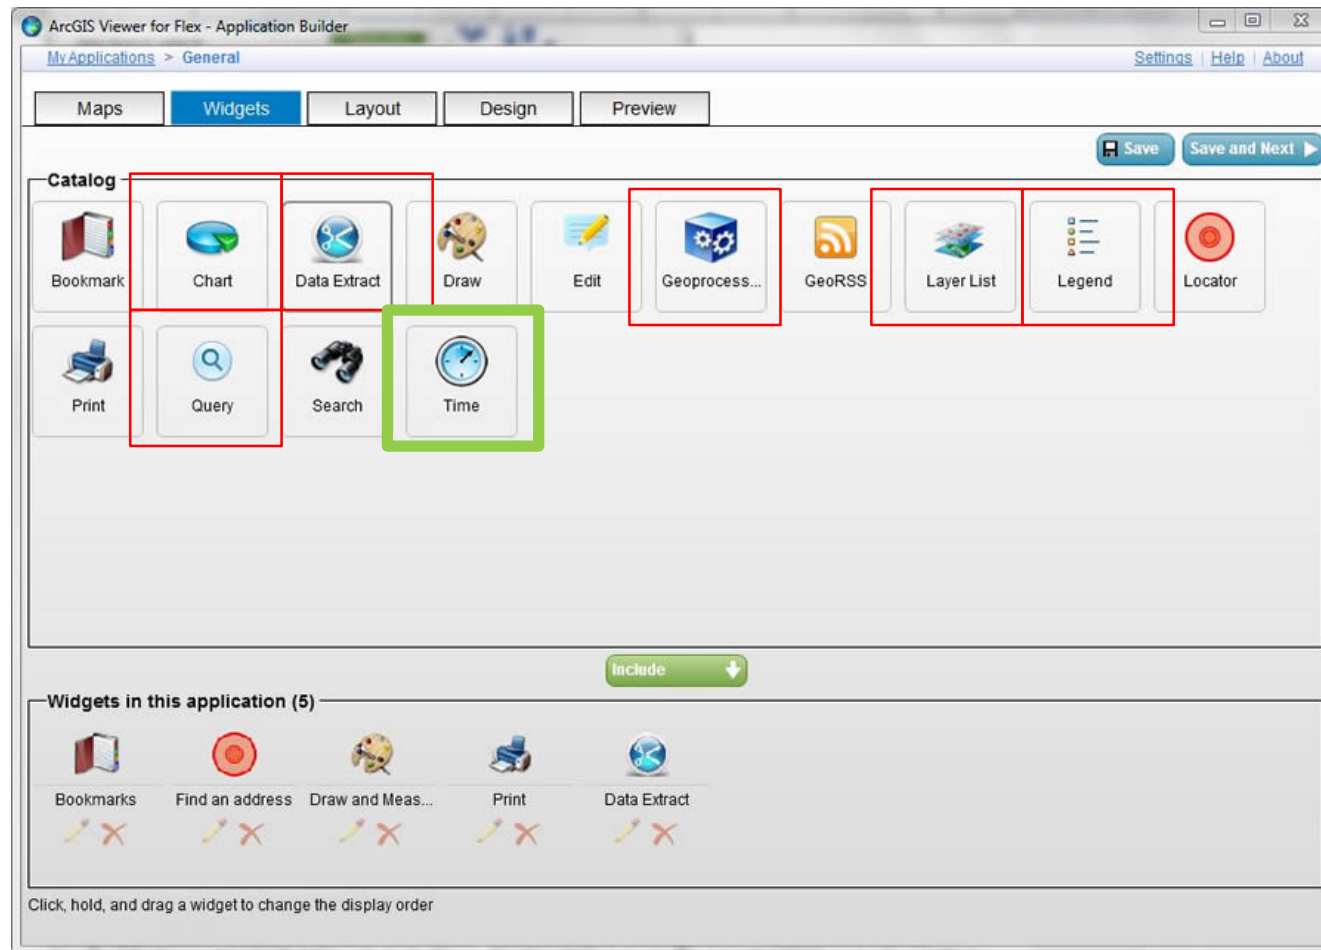 ArcGIS Viewer for Flex - Application Builder
My Applications > General
Settings | Help | About
Maps Widgets Layout Design Preview
Save Save and Next
Catalog
Bookmark Chart Data Extract Draw Edit Geoprocess... GeoRSS Layer List Legend Locator
Print Query Search Time
Include
Widgets in this application (5)
Bookmarks Find an address Draw and Meas... Print Data Extract
Click, hold, and drag a widget to change the display order